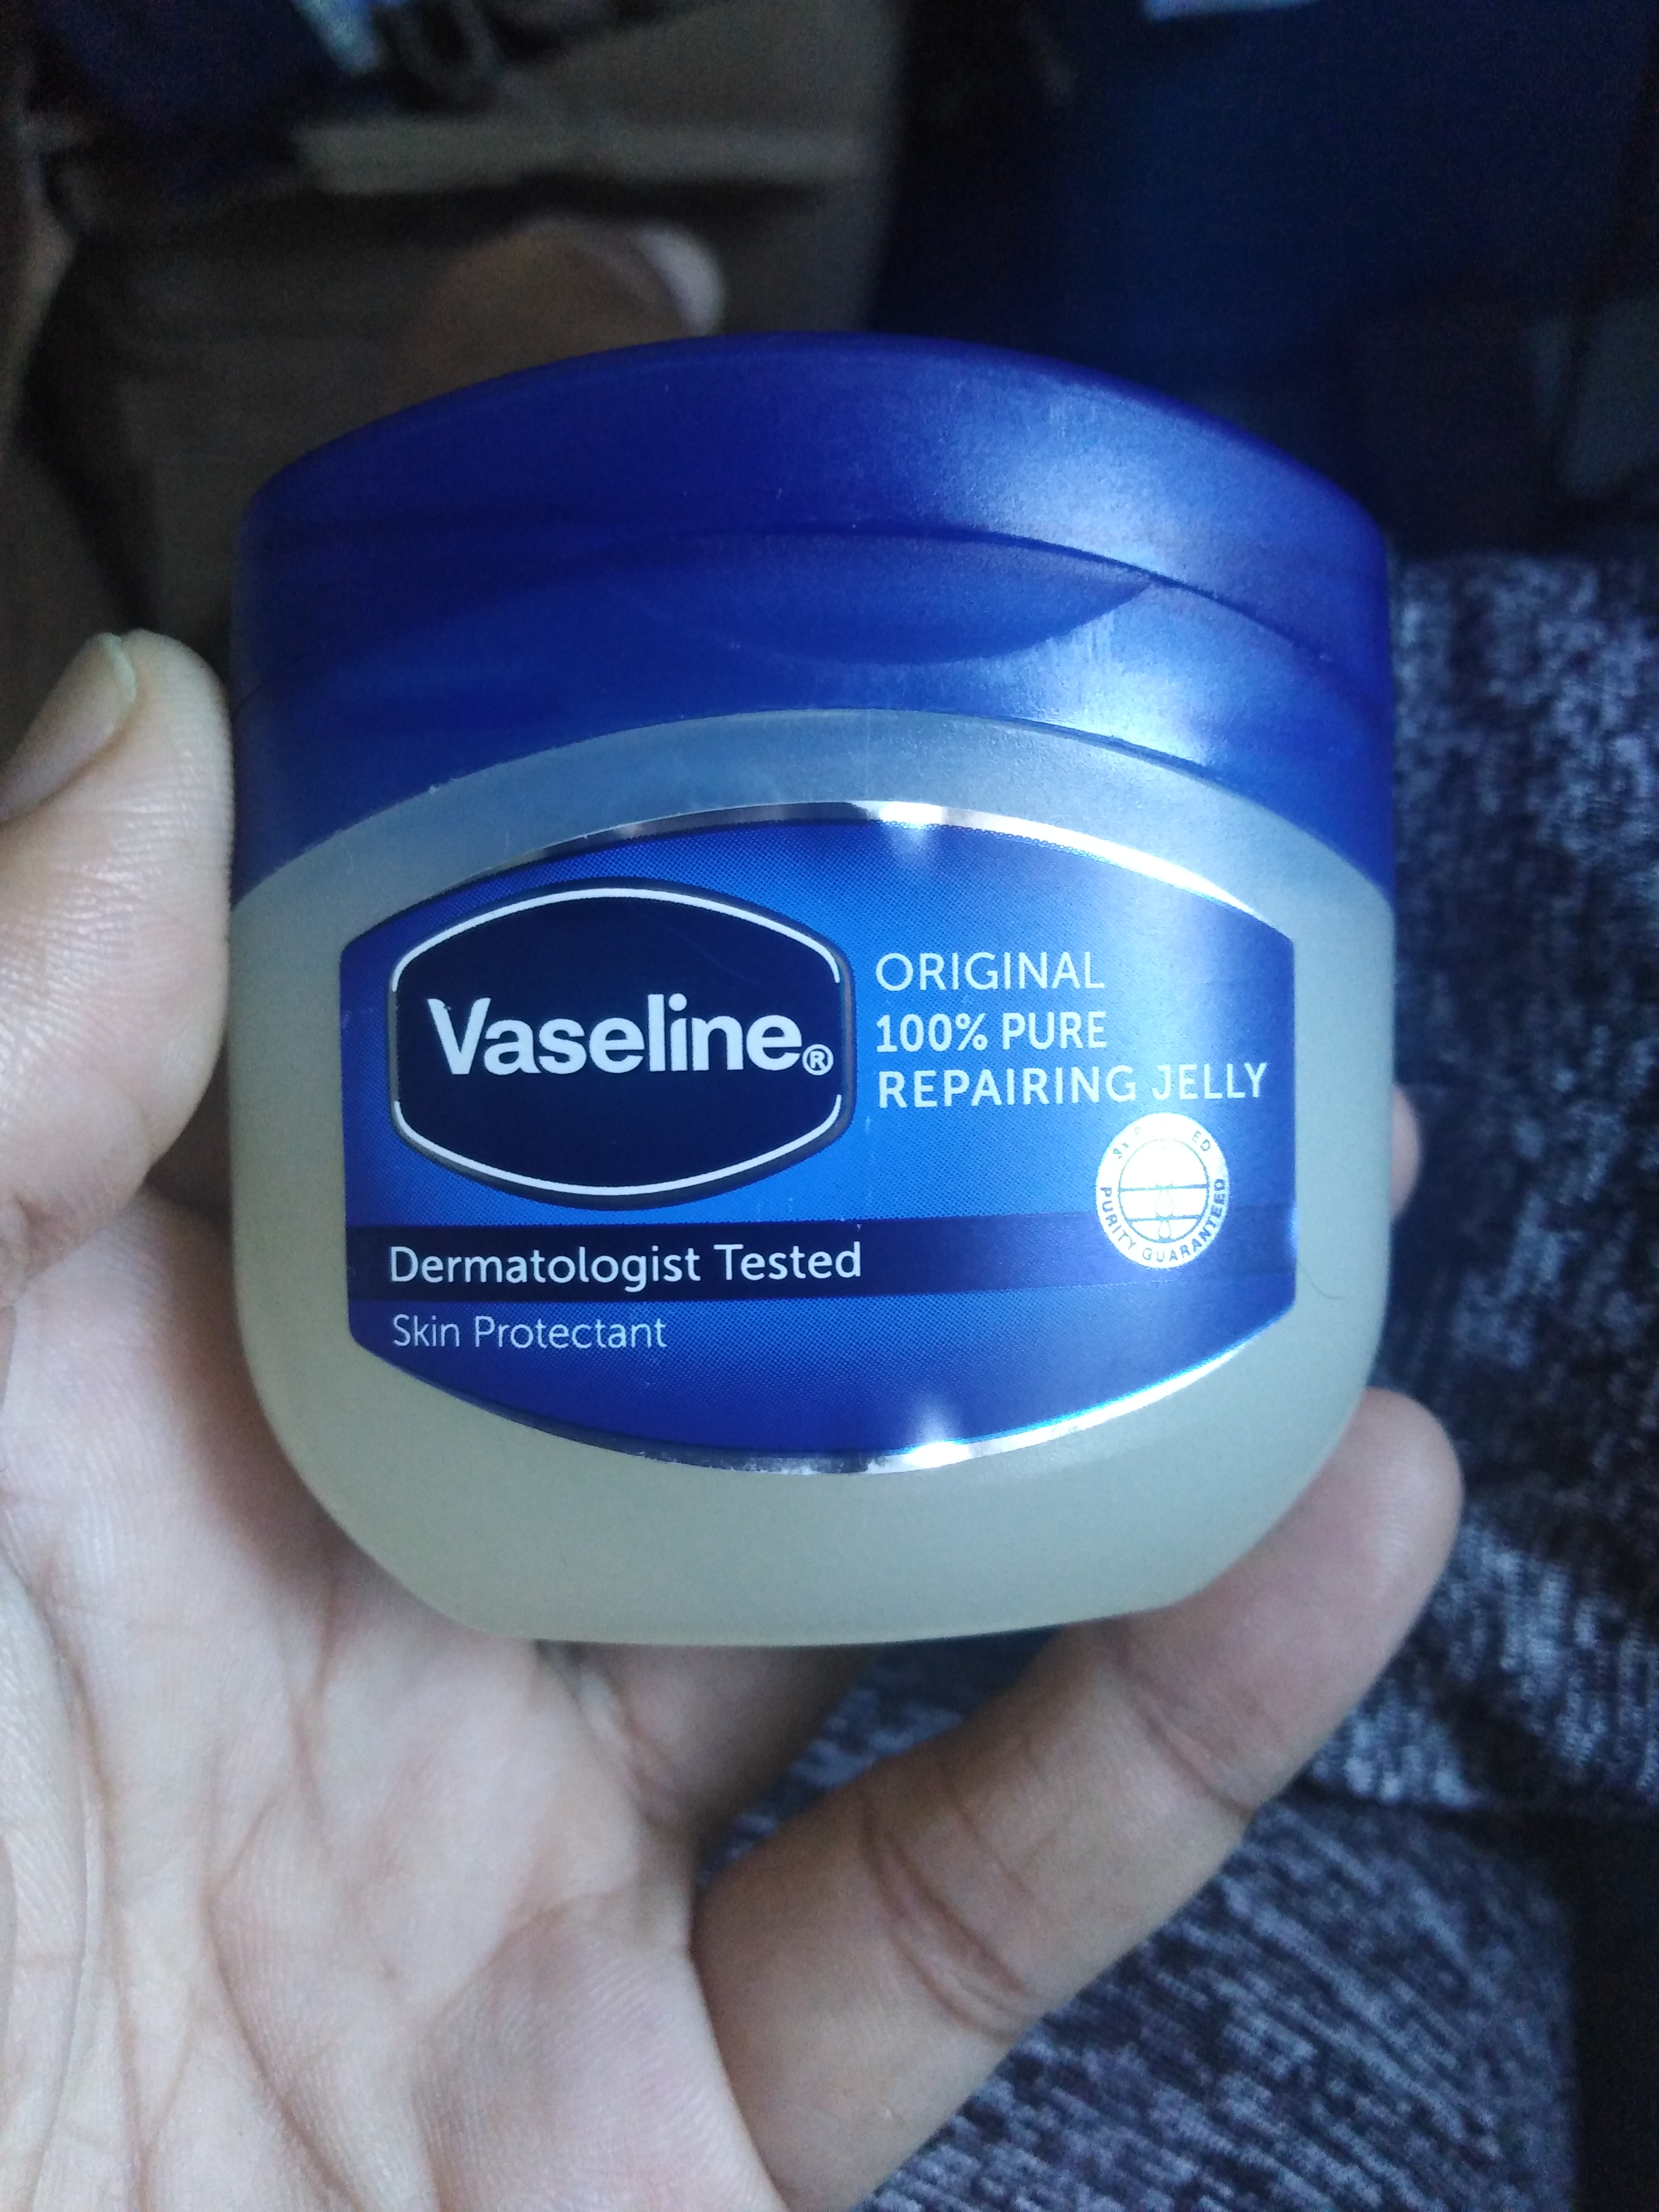 Vaseline®
ORIGINAL
100% PURE
REPAIRING JELLY
PURITY GUARANTEED
Dermatologist Tested
Skin Protectant